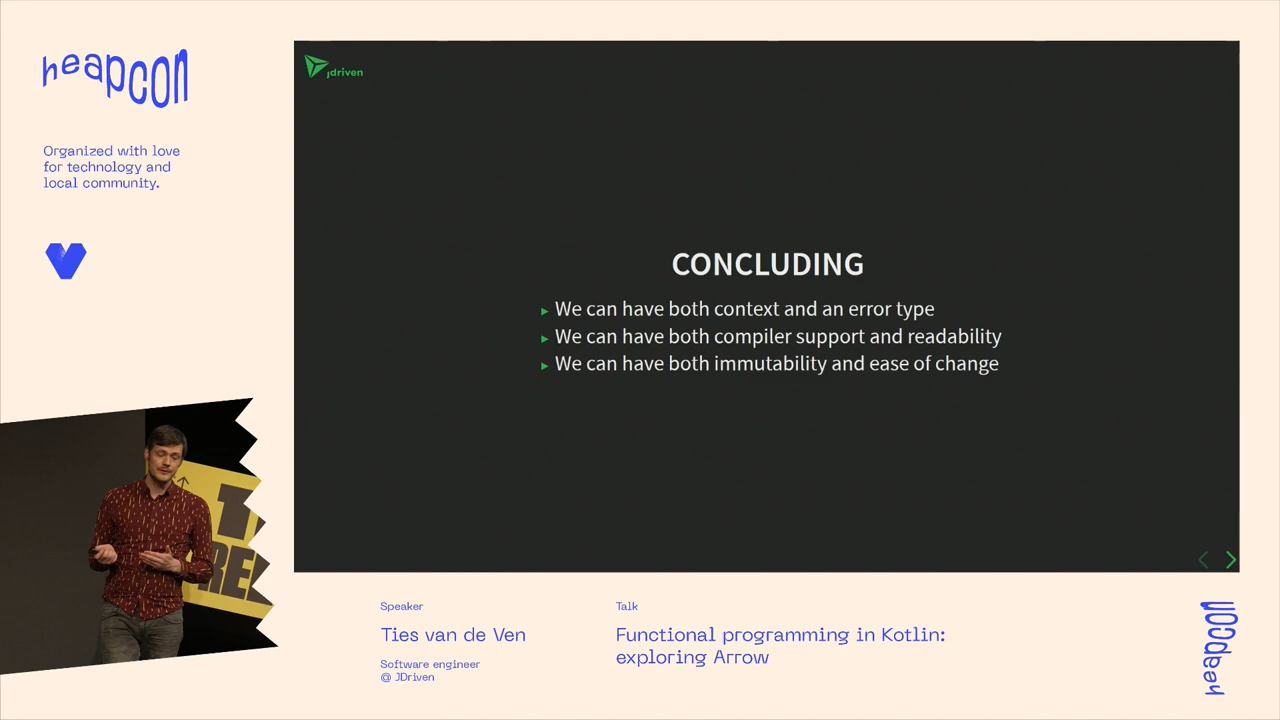 heapcon
Organized with love
for technology and
local community.
Jdriven
CONCLUDING
We can have both context and an error type
We can have both compiler support and readability
We can have both immutability and ease of change
Speaker
Ties van de Ven
Software engineer
@ JDriven
Talk
Functional programming in Kotlin:
exploring Arrow
heapcon